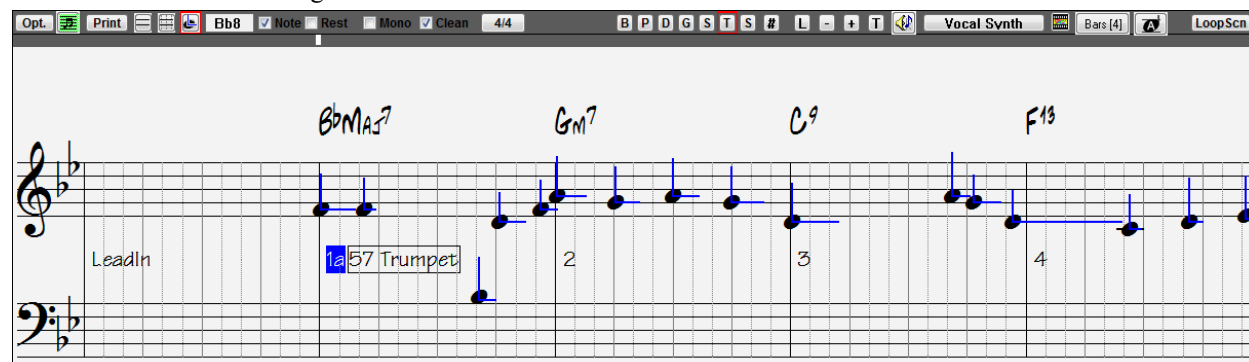 Opt. Print Bb8 Note Rest Mono Clean 4/4 B P D G S T S # L - + T Vocal Synth Bars [4] A LoopScn
BbMAJ7 GM7 C9 F13
LeadIn 1a 57 Trumpet 2 3 4